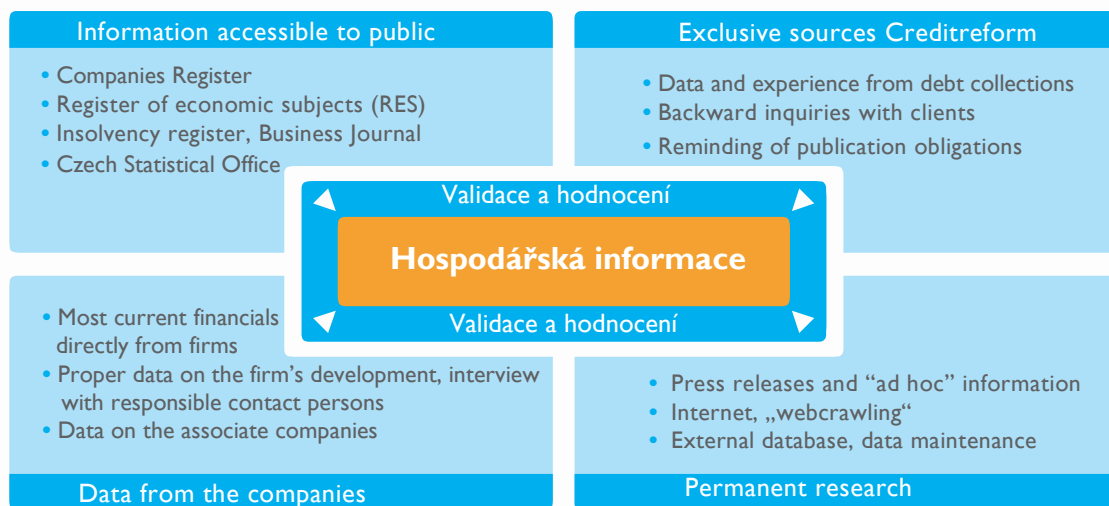 Information accessible to public
• Companies Register
• Register of economic subjects (RES)
• Insolvency register, Business Journal
• Czech Statistical Office
Exclusive sources Creditreform
• Data and experience from debt collections
• Backward inquiries with clients
• Reminding of publication obligations
Validace a hodnocení
Hospodářská informace
Validace a hodnocení
• Most current financials
directly from firms
• Proper data on the firm's development, interview
with responsible contact persons
• Data on the associate companies
Data from the companies
• Press releases and “ad hoc” information
• Internet, „webcrawling“
• External database, data maintenance
Permanent research